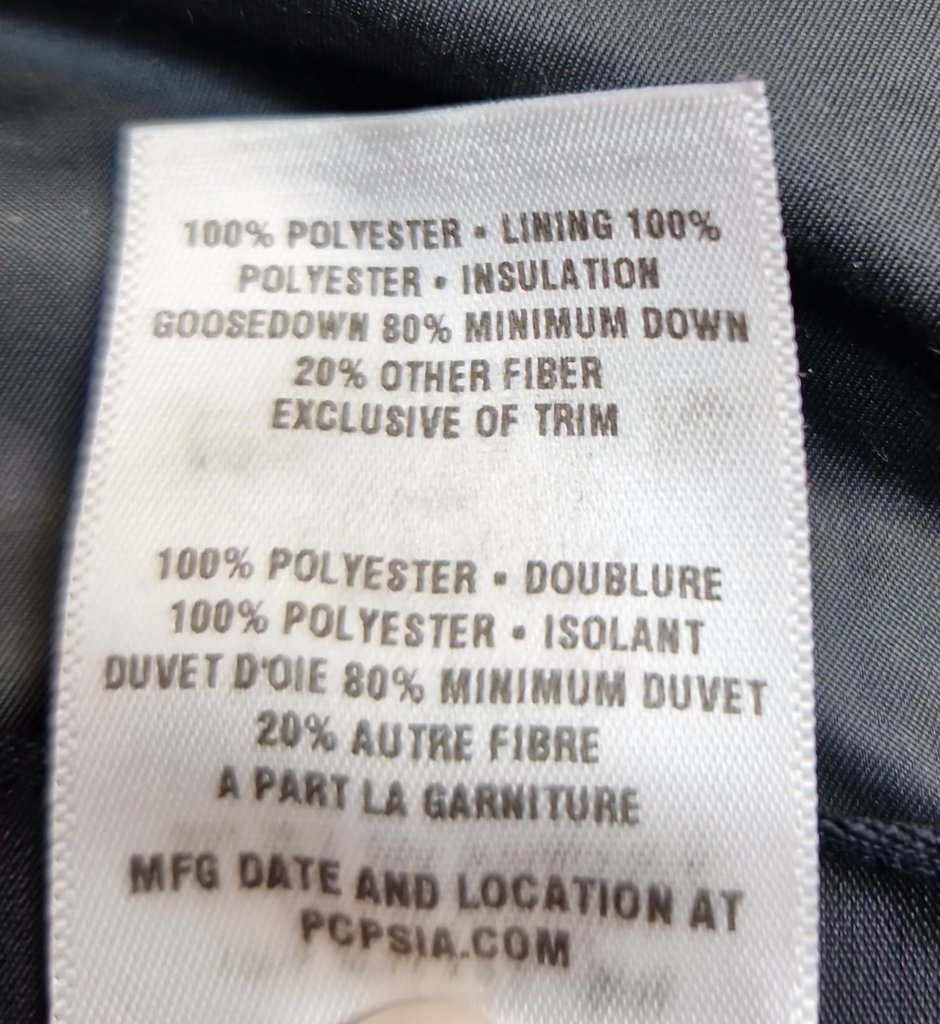 100% POLYESTER • LINING 100%
POLYESTER • INSULATION
GOOSEDOWN 80% MINIMUM DOWN
20% OTHER FIBER
EXCLUSIVE OF TRIM
100% POLYESTER • DOUBLURE
100% POLYESTER • ISOLANT
DUVET D'OIE 80% MINIMUM DUVET
20% AUTRE FIBRE
A PART LA GARNITURE
MFG DATE AND LOCATION AT
PCPSIA.COM